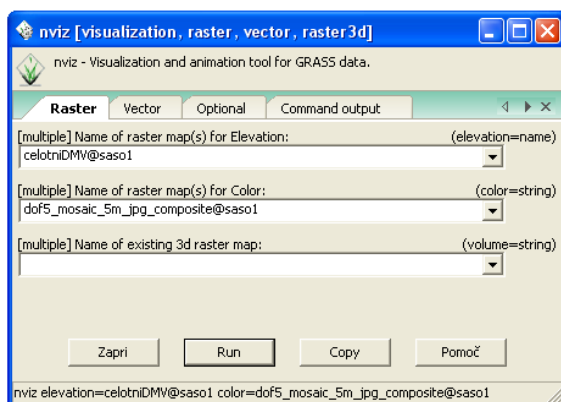 nviz [visualization, raster, vector, raster3d]
nviz - Visualization and animation tool for GRASS data.
Raster Vector Optional Command output
[multiple] Name of raster map(s) for Elevation: (elevation=name)
celotniDMV@saso1
[multiple] Name of raster map(s) for Color: (color=string)
dof5_mosaic_5m_jpg_composite@saso1
[multiple] Name of existing 3d raster map: (volume=string)
Zapri Run Copy Pomoč
nviz elevation=celotniDMV@saso1 color=dof5_mosaic_5m_jpg_composite@saso1